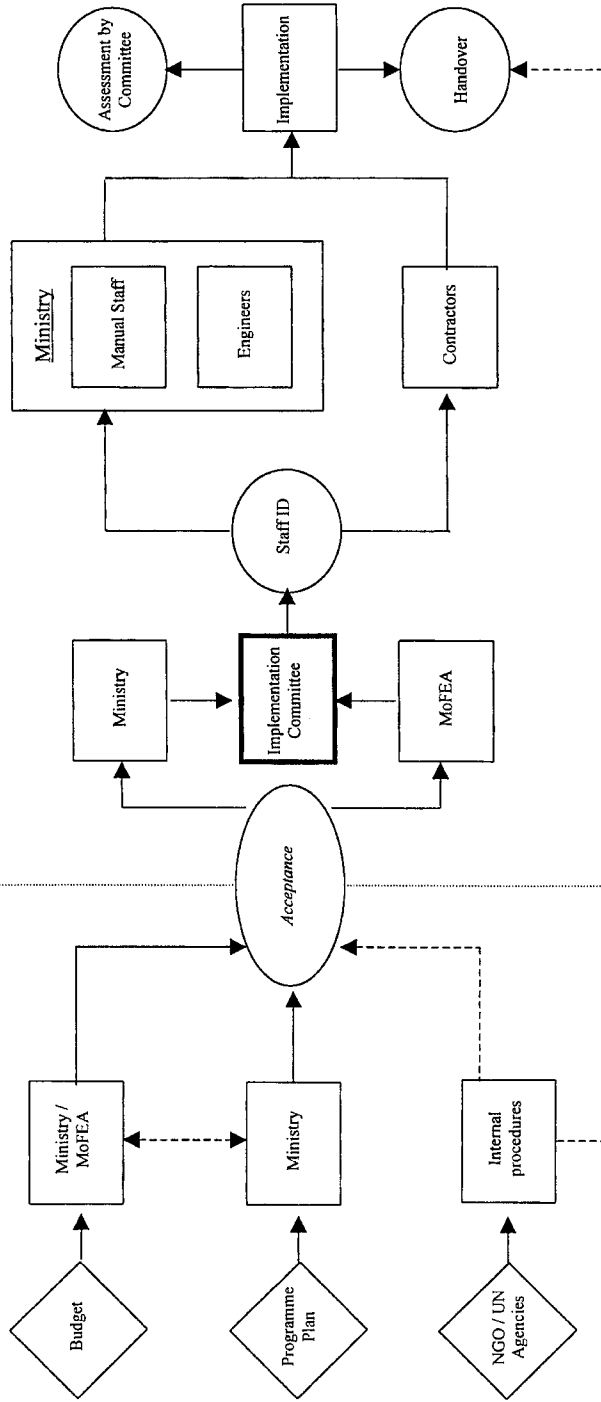 Budget
Programme
Plan
NGO / UN
Agencies
Ministry /
MoFEA
Ministry
Internal
procedures
Acceptance
Ministry
Implementation
Committee
MoFEA
Staff ID
Ministry
Manual Staff
Engineers
Contractors
Assessment by
Committee
Implementation
Handover